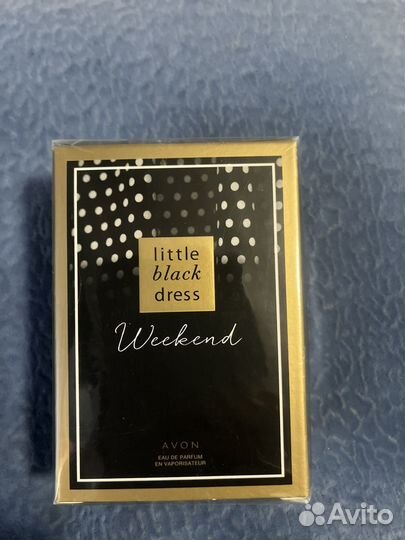 little
black
dress
Weekend
AVON
EAU DE PARFUM
EN VAPORISATEUR
Avito